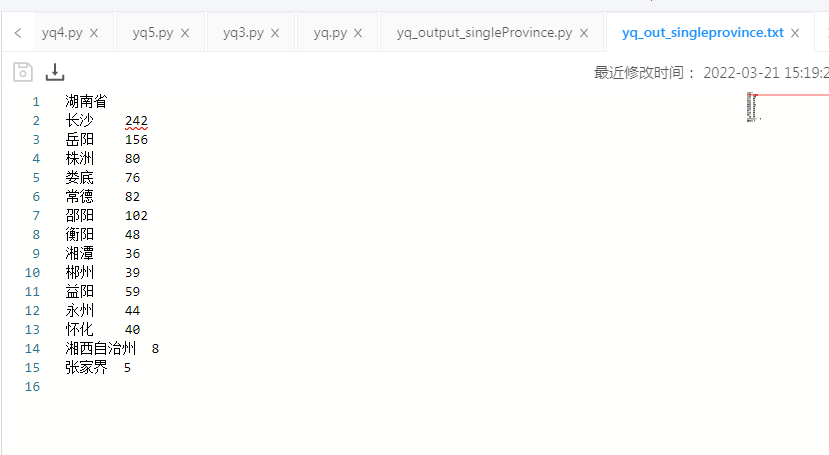 yq4.py × yq5.py × yq3.py × yq.py × yq_output_singleProvince.py × yq_out_singleprovince.txt ×
最近修改时间： 2022-03-21 15:19:2
1 湖南省
2 长沙 242
3 岳阳 156
4 株洲 80
5 娄底 76
6 常德 82
7 邵阳 102
8 衡阳 48
9 湘潭 36
10 郴州 39
11 益阳 59
12 永州 44
13 怀化 40
14 湘西自治州 8
15 张家界 5
16